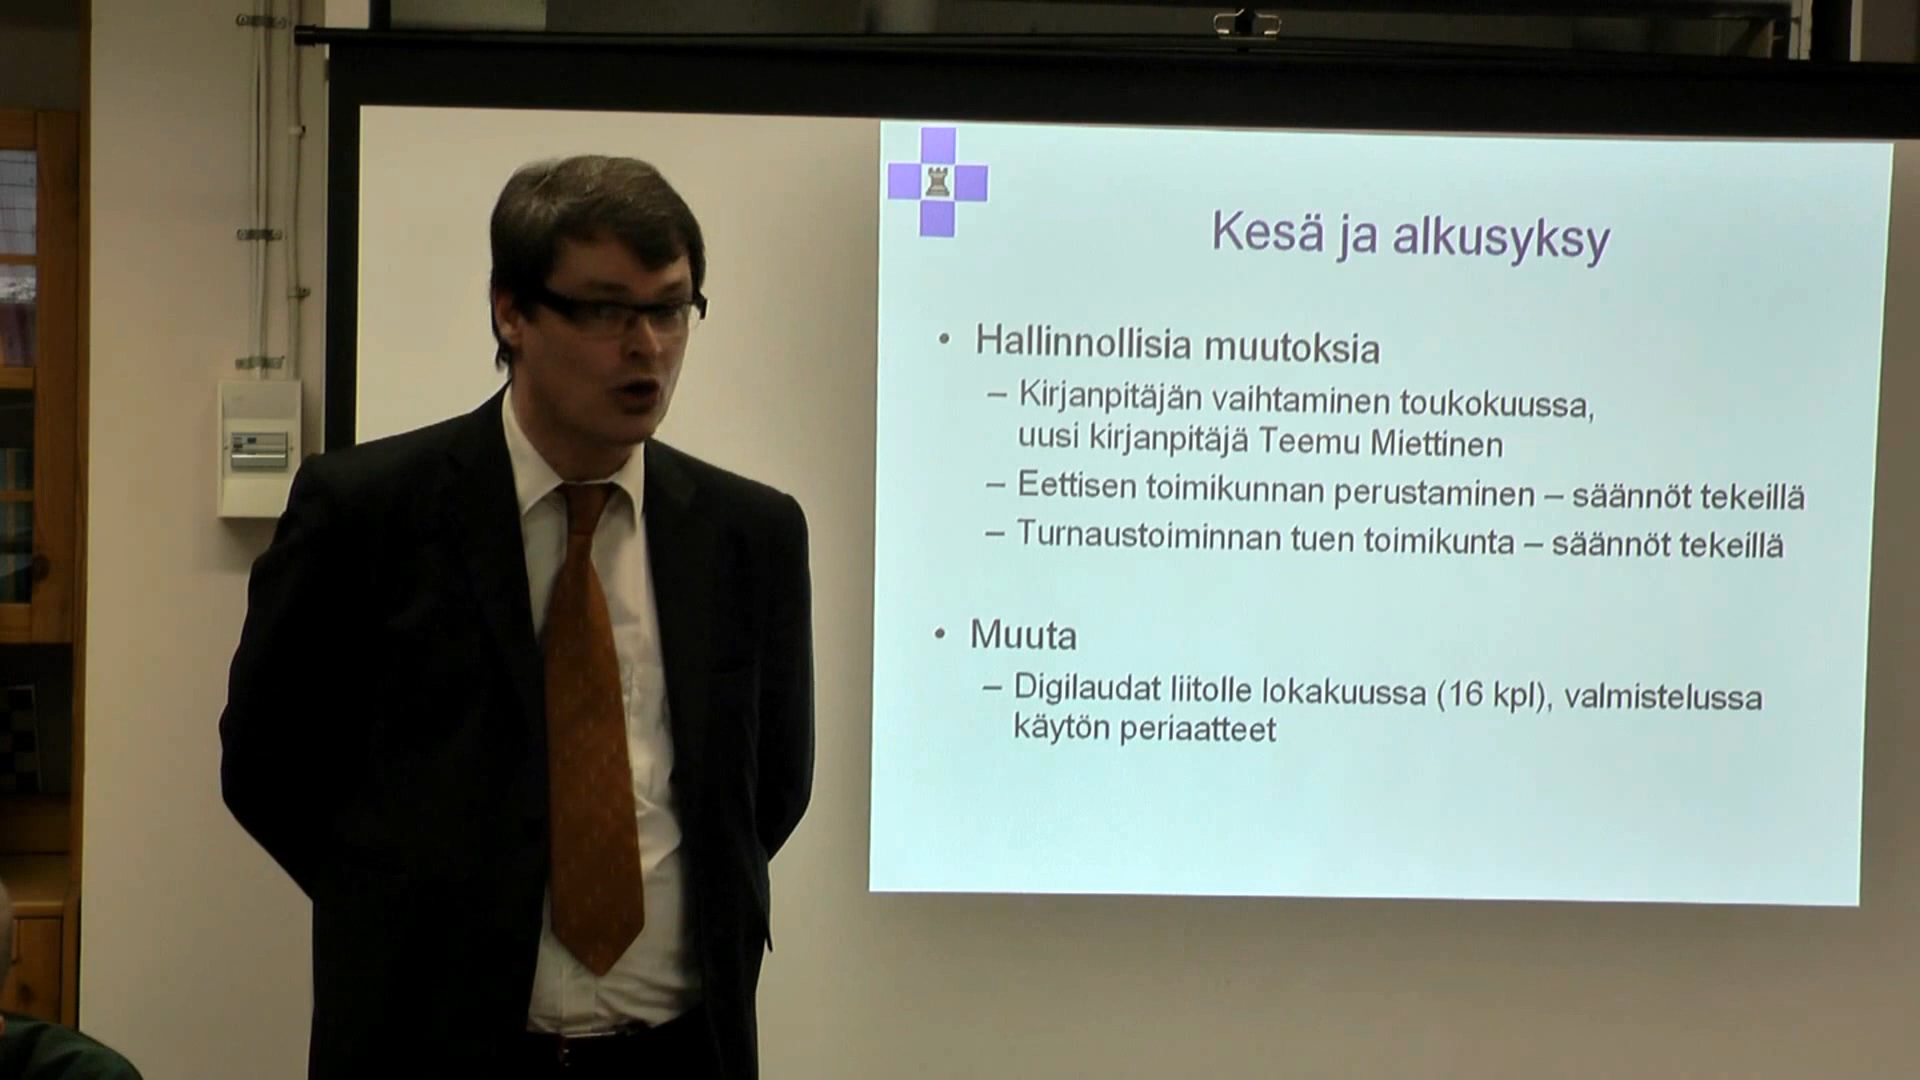 Kesä ja alkusyksy
• Hallinnollisia muutoksia
– Kirjanpitäjän vaihtaminen toukokuussa,
uusi kirjanpitäjä Teemu Miettinen
– Eettisen toimikunnan perustaminen – säännöt tekeillä
– Turnaustoiminnan tuen toimikunta – säännöt tekeillä
• Muuta
– Digilaudat liitolle lokakuussa (16 kpl), valmistelussa
käytön periaatteet